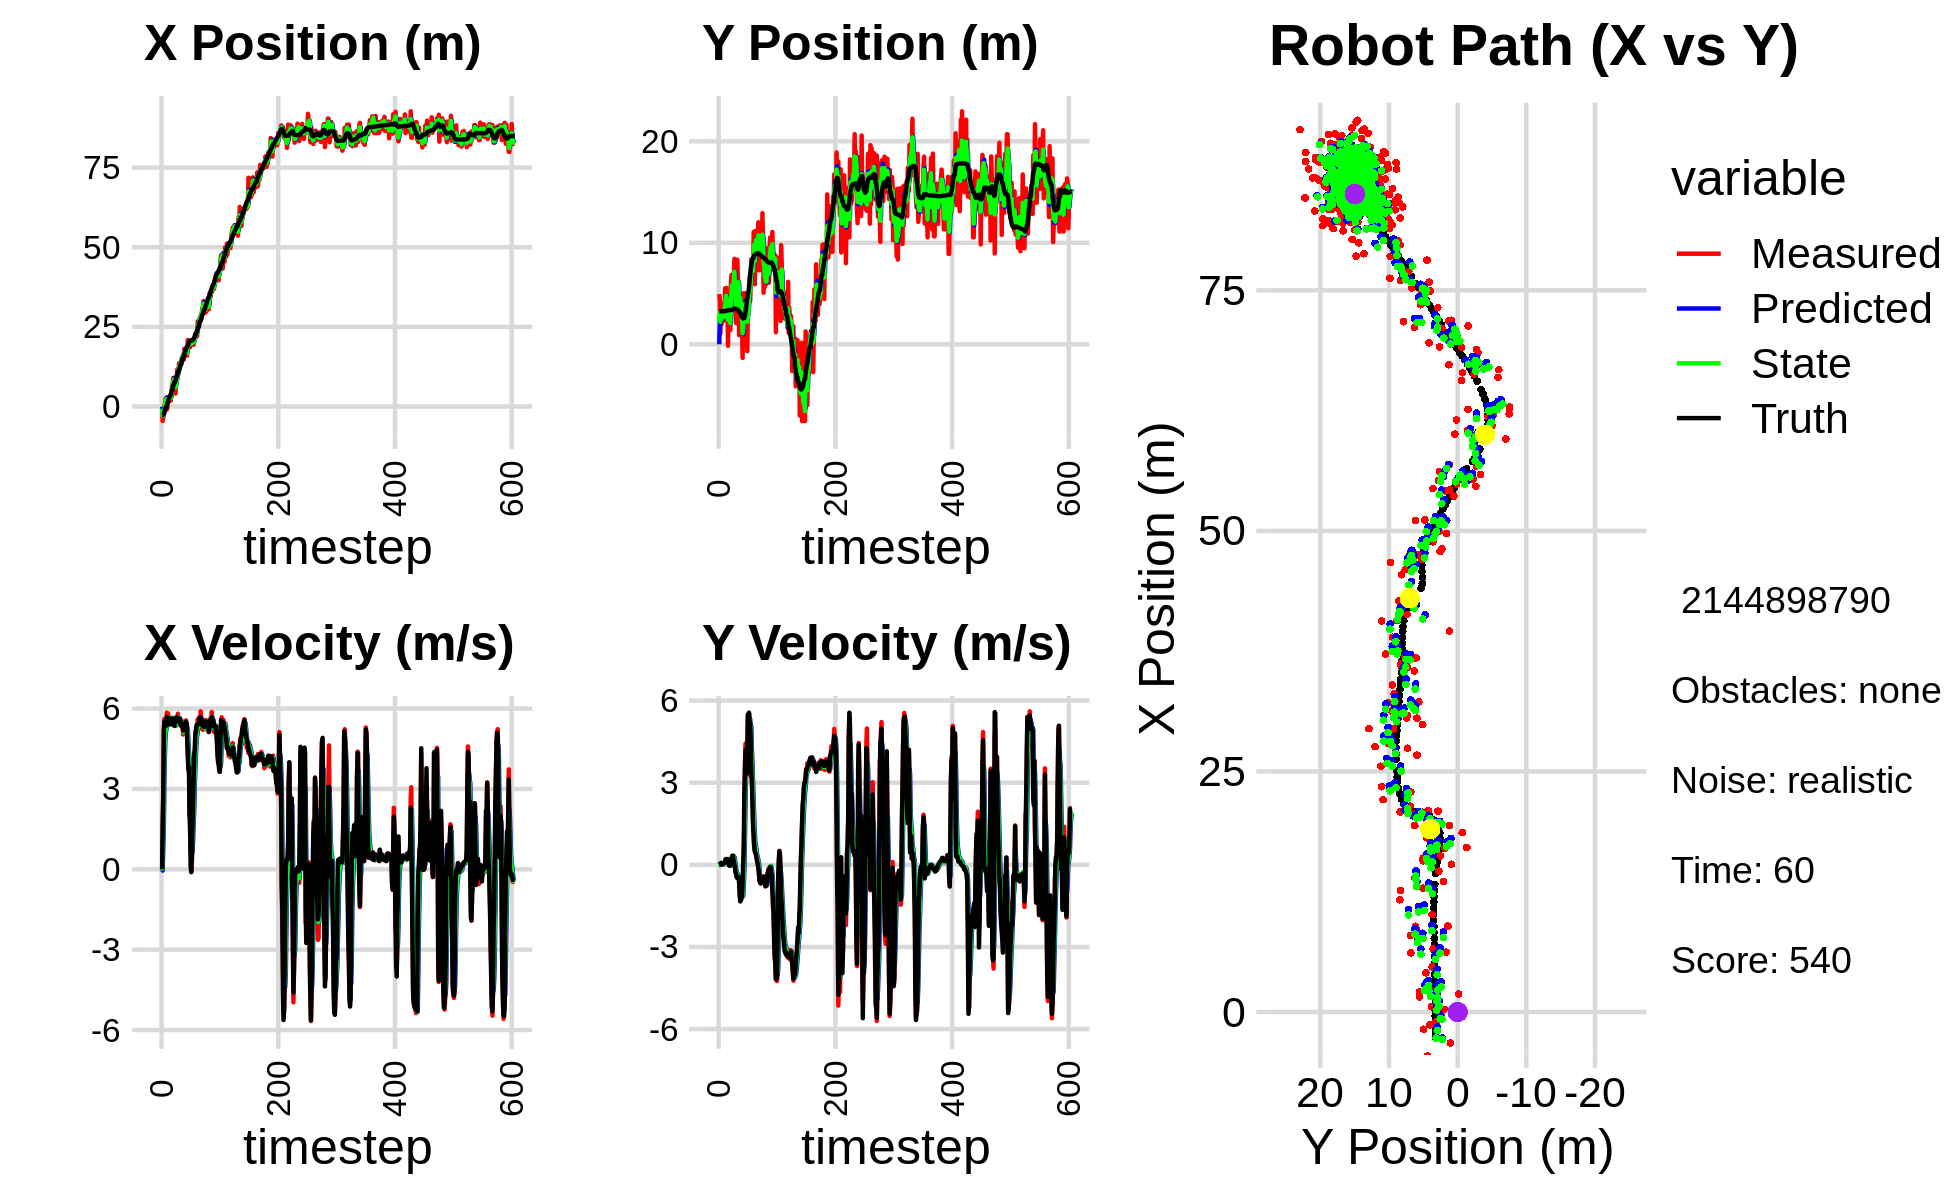 X Position (m)
75
50
25
0
0
200
400
600
timestep
Y Position (m)
20
10
0
0
200
400
600
timestep
X Velocity (m/s)
6
3
0
-3
-6
0
200
400
600
timestep
Y Velocity (m/s)
6
3
0
-3
-6
0
200
400
600
timestep
Robot Path (X vs Y)
X Position (m)
75
50
25
0
20 10 0 -10 -20
Y Position (m)
variable
Measured
Predicted
State
Truth
2144898790
Obstacles: none
Noise: realistic
Time: 60
Score: 540